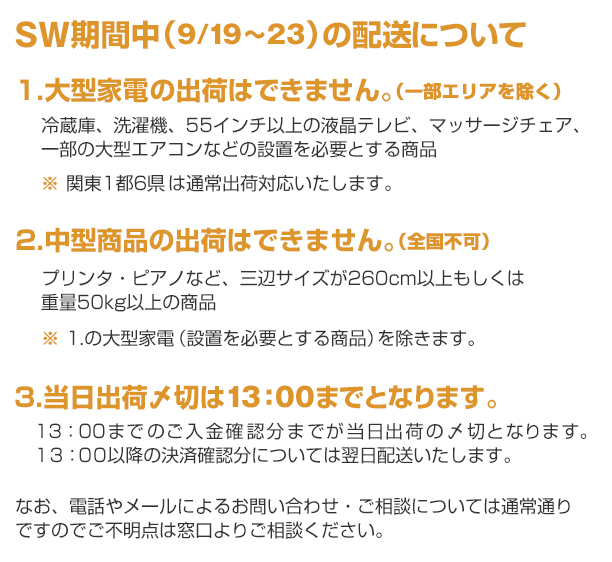 SW期間中（9/19～23）の配送について
1.大型家電の出荷はできません。（一部エリアを除く）
冷蔵庫、洗濯機、55インチ以上の液晶テレビ、マッサージチェア、
一部の大型エアコンなどの設置を必要とする商品
※ 関東1都6県は通常出荷対応いたします。
2.中型商品の出荷はできません。（全国不可）
プリンタ・ピアノなど、三辺サイズが260cm以上もしくは
重量50kg以上の商品
※ 1.の大型家電（設置を必要とする商品）を除きます。
3.当日出荷〆切は13：00までとなります。
13：00までのご入金確認分までが当日出荷の〆切となります。
13：00以降の決済確認分については翌日配送いたします。
なお、電話やメールによるお問い合わせ・ご相談については通常通り
ですのでご不明点は窓口よりご相談ください。